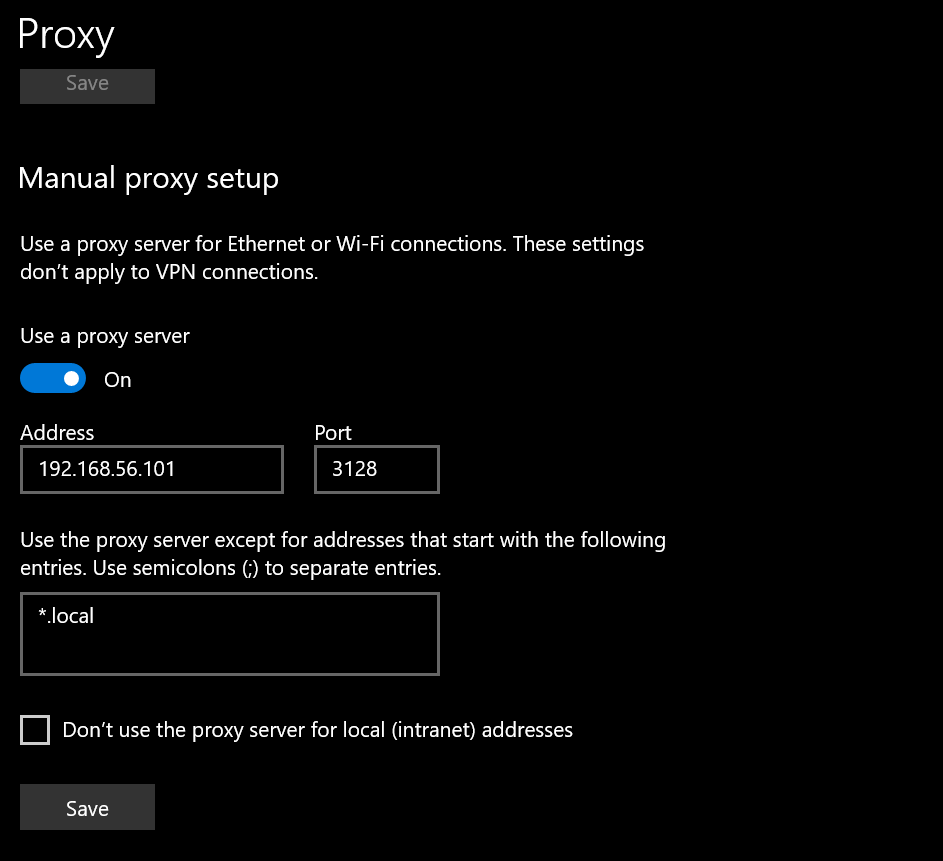 Proxy
Save
Manual proxy setup
Use a proxy server for Ethernet or Wi-Fi connections. These settings
don’t apply to VPN connections.
Use a proxy server
On
Address Port
192.168.56.101 3128
Use the proxy server except for addresses that start with the following
entries. Use semicolons (;) to separate entries.
*.local
Don’t use the proxy server for local (intranet) addresses
Save